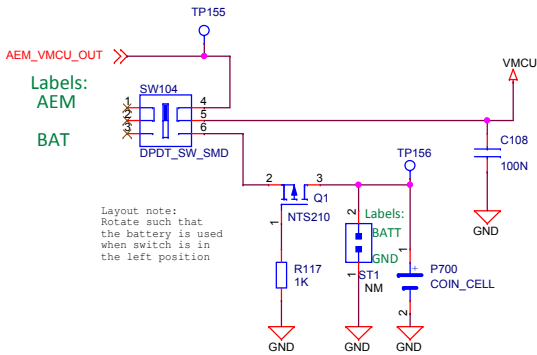 TP155
AEM_VMCU_OUT
VMCU
Labels:
AEM
BAT
SW104
1
2
3
4
5
6
DPDT_SW_SMD
C108
100N
GND
TP156
2
3
Q1
NTS210
1
Layout note:
Rotate such that
the battery is used
when switch is in
the left position
R117
1K
GND
Labels:
BATT
GND
2
1
ST1
NM
GND
1
+
P700
COIN_CELL
2
GND